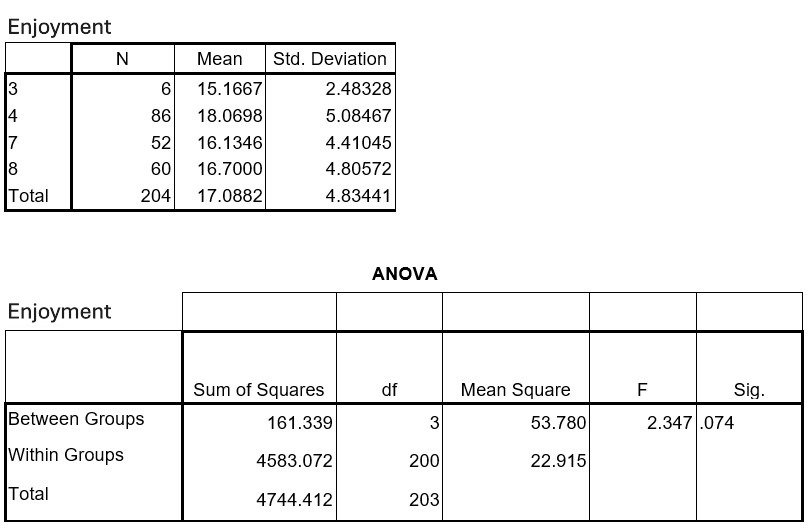 Enjoyment
N Mean Std. Deviation
3 6 15.1667 2.48328
4 86 18.0698 5.08467
7 52 16.1346 4.41045
8 60 16.7000 4.80572
Total 204 17.0882 4.83441
ANOVA
Enjoyment
Sum of Squares df Mean Square F Sig.
Between Groups 161.339 3 53.780 2.347 .074
Within Groups 4583.072 200 22.915
Total 4744.412 203